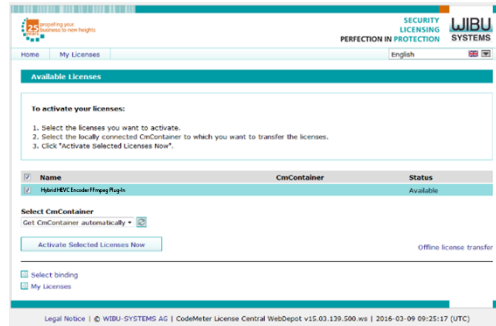 25 years
propelling your
business to new heights
SECURITY
LICENSING
PERFECTION IN PROTECTION
WIBU
SYSTEMS
Home My Licenses English
Available Licenses
To activate your licenses:
1. Select the licenses you want to activate.
2. Select the locally connected CmContainer to which you want to transfer the licenses.
3. Click "Activate Selected Licenses Now".
Name CmContainer Status
Hybrid HEVC Encoder FFmpeg Plug-In Available
Select CmContainer
Get CmContainer automatically
Activate Selected Licenses Now Offline license transfer
Select binding
My Licenses
Legal Notice | © WIBU-SYSTEMS AG | CodeMeter License Central WebDepot v15.03.139.500.ws | 2016-03-09 09:25:17 (UTC)